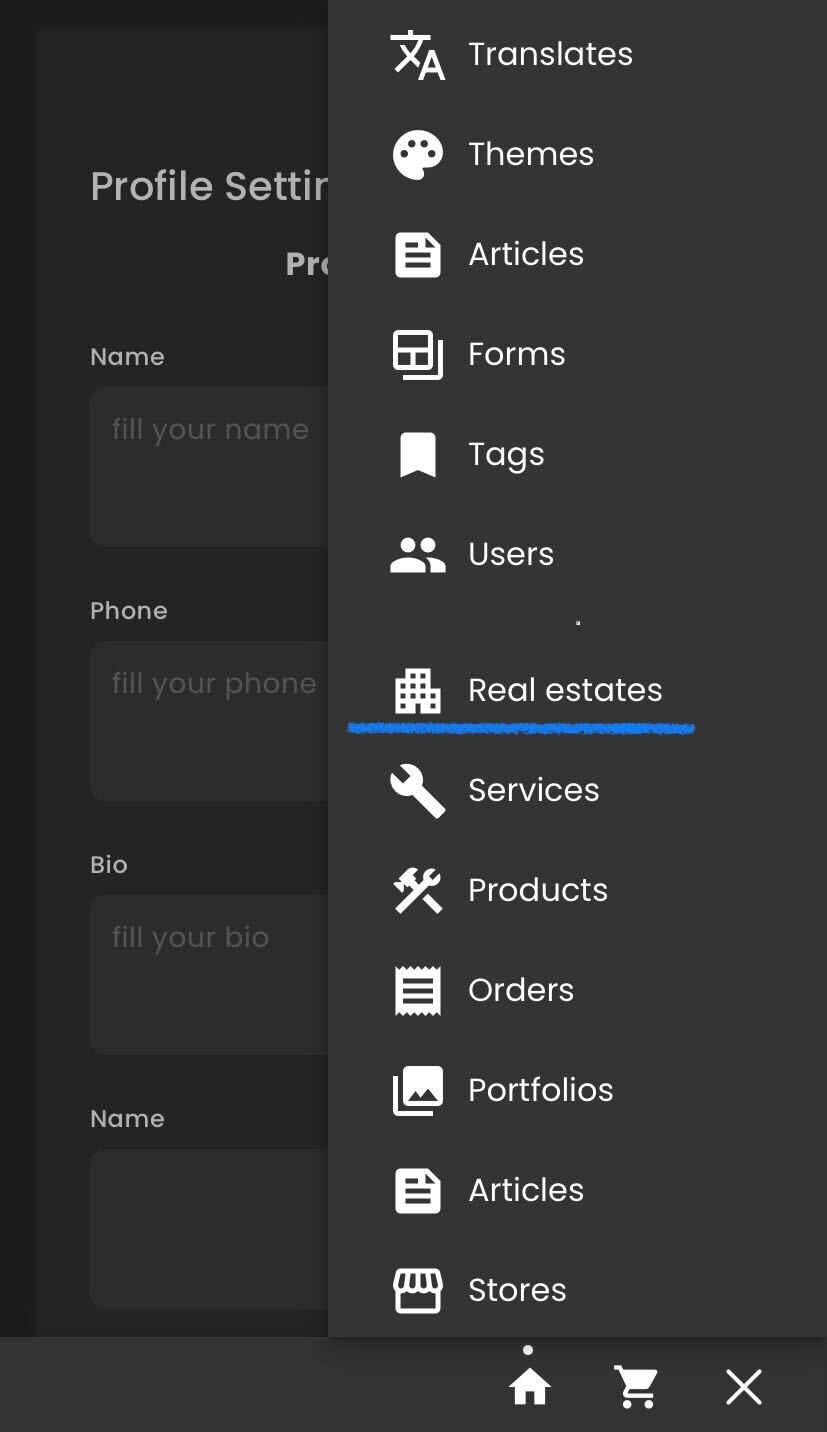 Profile Settin
Pro
Name
fill your name
Phone
fill your phone
Bio
fill your bio
Name
Translates
Themes
Articles
Forms
Tags
Users
Real estates
Services
Products
Orders
Portfolios
Articles
Stores